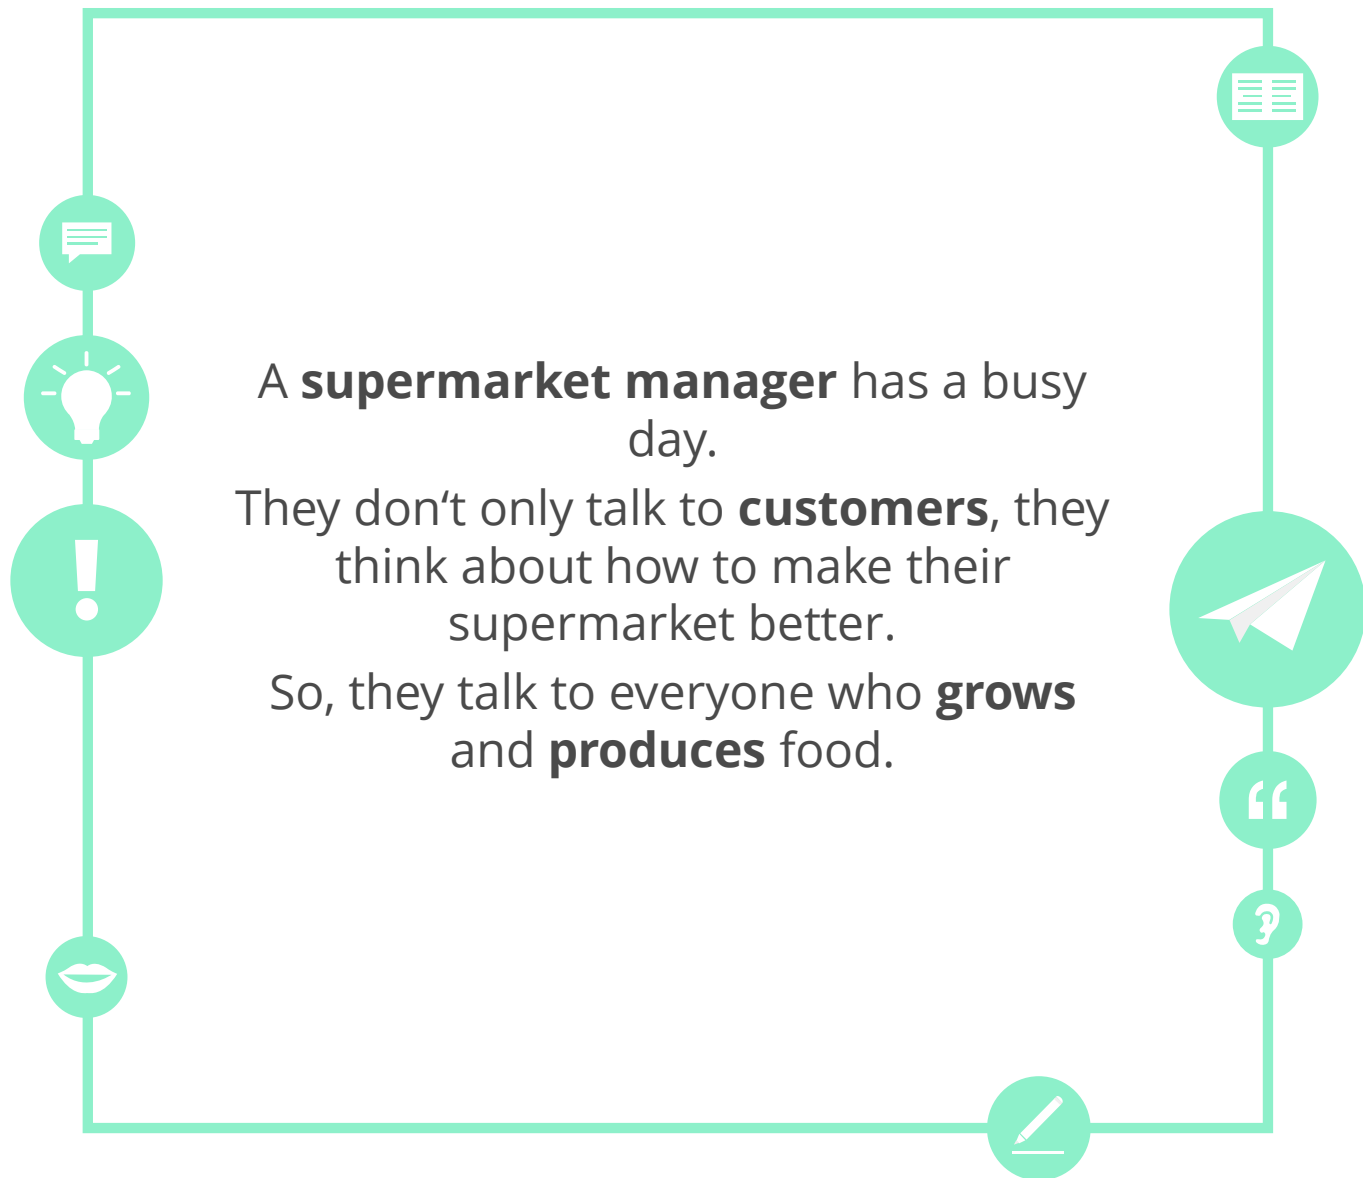 A supermarket manager has a busy
day.
They don‘t only talk to customers, they
think about how to make their
supermarket better.
So, they talk to everyone who grows
and produces food.